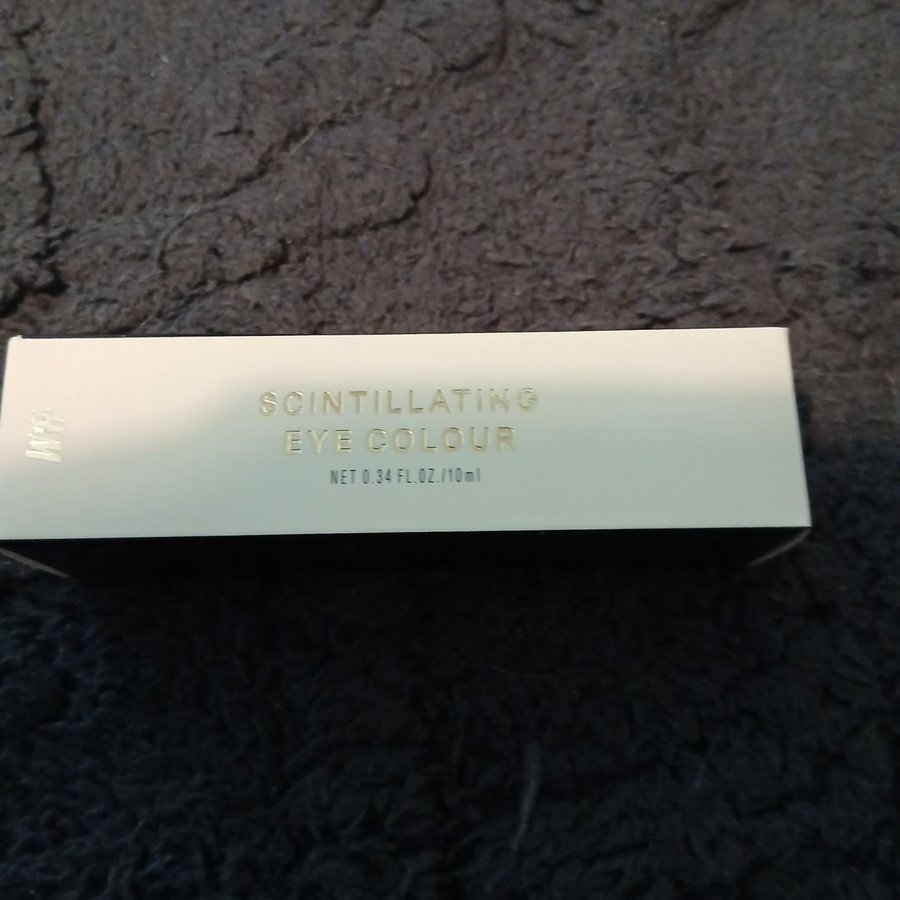 SCINTILLATING
EYE COLOUR
NET 0.34 FL.OZ./10ml